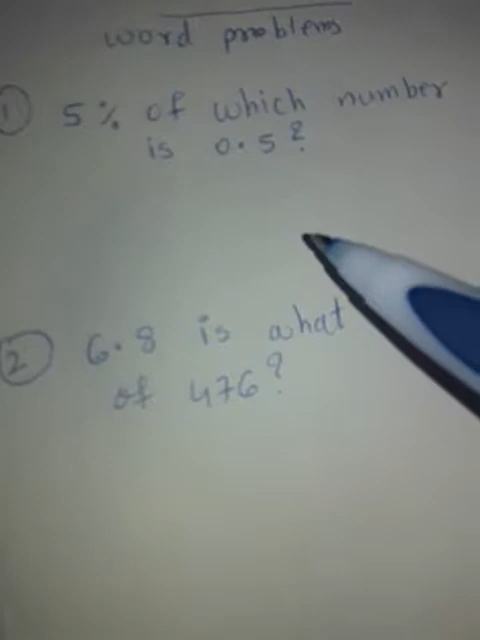 word problems
1 5% of which number
is 0.5?
2 6.8 is what
of 476?